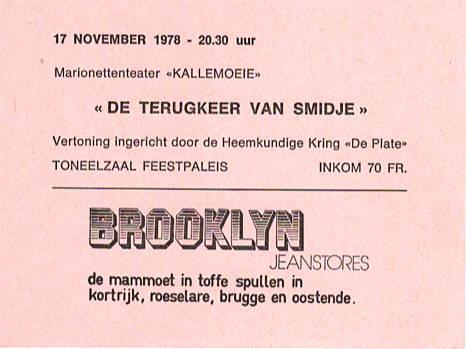 17 NOVEMBER 1978 - 20.30 uur
Marionettenteater «KALLEMOEIE»
« DE TERUGKEER VAN SMIDJE »
Vertoning ingericht door de Heemkundige Kring «De Plate»
TONEELZAAL FEESTPALEIS INKOM 70 FR.
BROOKLYN
JEANSTORES
de mammoet in toffe spullen in
kortrijk, roeselare, brugge en oostende.